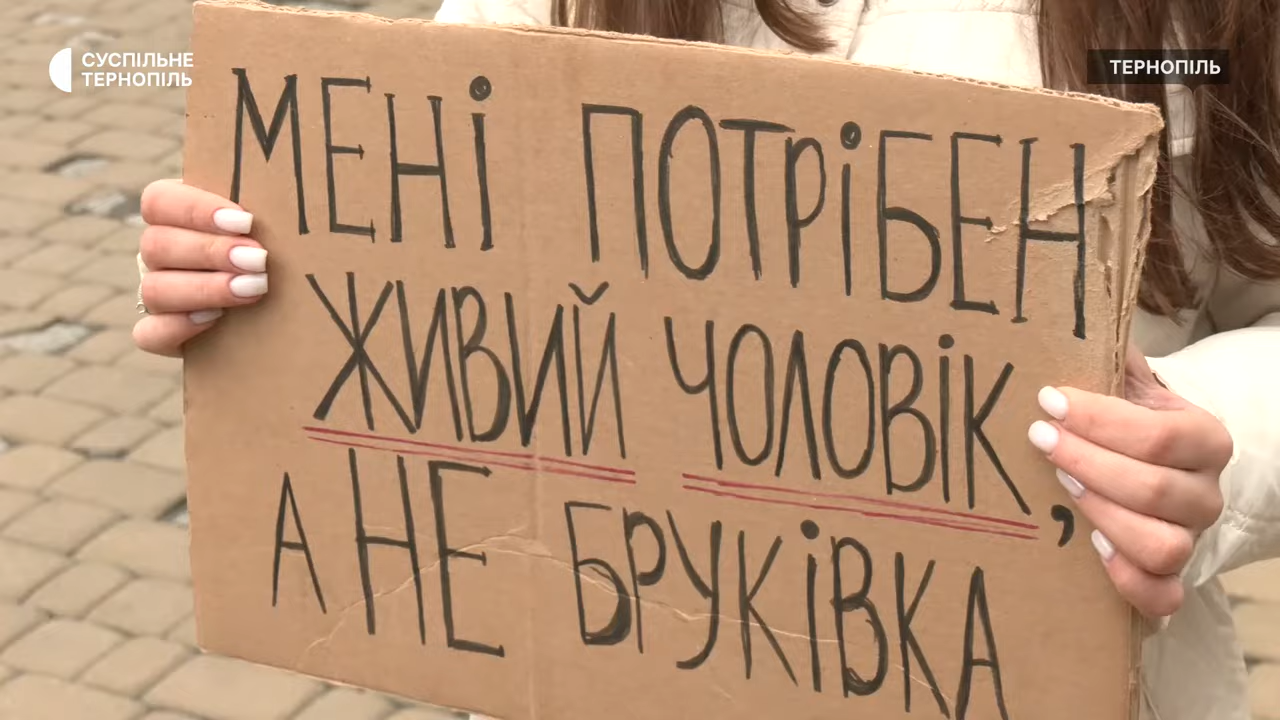 СУСПІЛЬНЕ
ТЕРНОПІЛЬ
ТЕРНОПІЛЬ
МЕНІ ПОТРІБЕН
ЖИВИЙ ЧОЛОВІК,
А НЕ БРУКІВКА